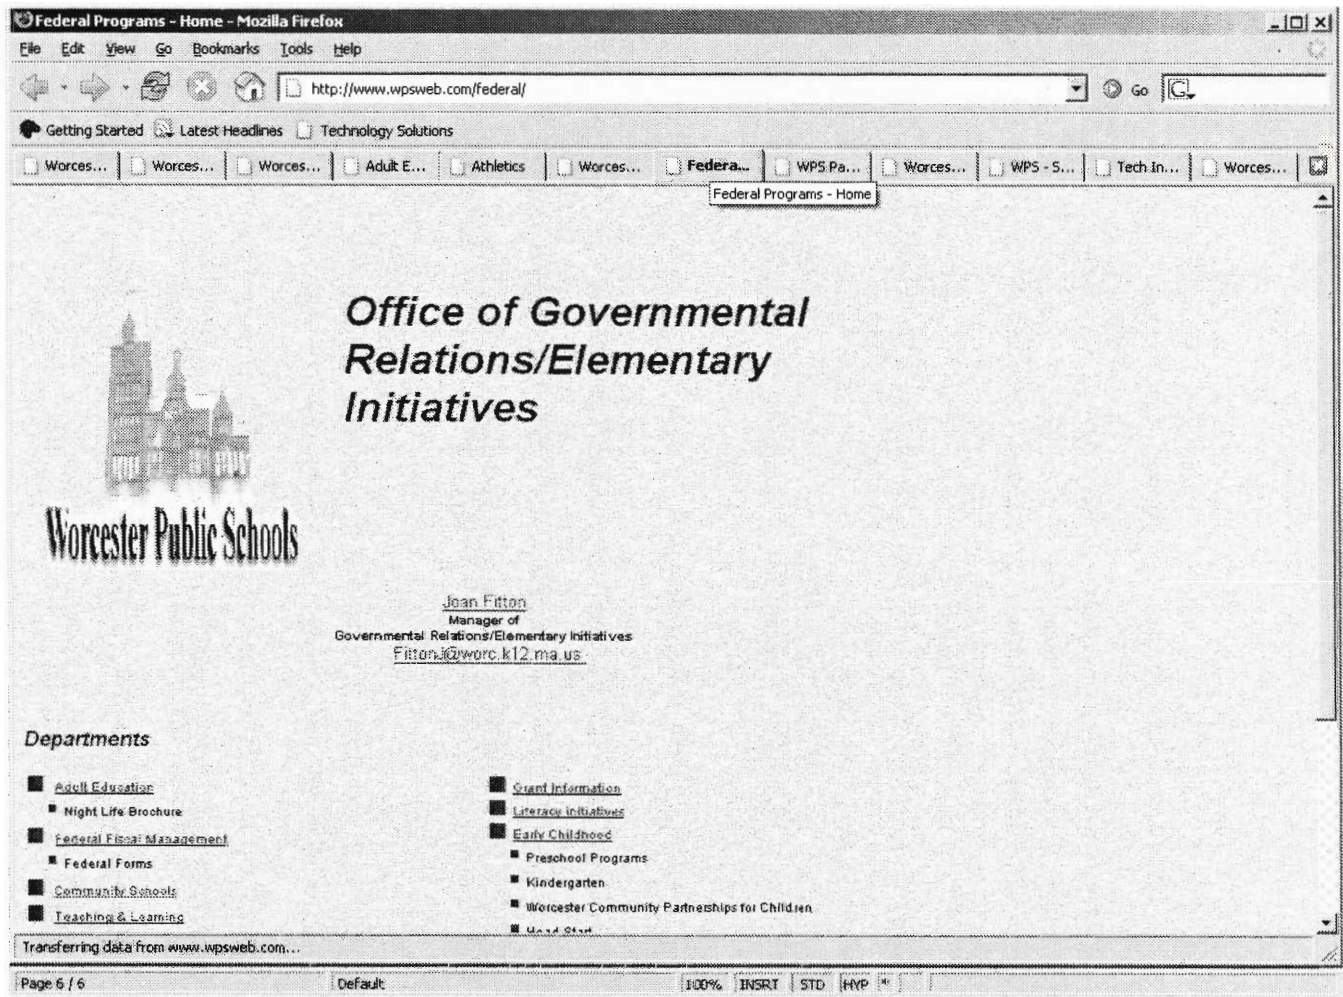 Federal Programs - Home - Mozilla Firefox
File Edit View Go Bookmarks Tools Help
http://www.wpsweb.com/federal/ Go G
Getting Started Latest Headlines Technology Solutions
Worces... Worces... Worces... Adult E... Athletics Worces... Federa... WPS Pa... Worces... WPS - S... Tech In... Worces...
Federal Programs - Home
Office of Governmental
Relations/Elementary
Initiatives
Worcester Public Schools
Joan Fitton
Manager of
Governmental Relations/Elementary Initiatives
FittonJ@worc.k12.ma.us
Departments
Adult Education
Night Life Brochure
Federal Fiscal Management
Federal Forms
Community Schools
Teaching & Learning
Grant Information
Literacy Initiatives
Early Childhood
Preschool Programs
Kindergarten
Worcester Community Partnerships for Children
Head Start
Transferring data from www.wpsweb.com...
Page 6 / 6 Default 100% INSRT STD HYP *